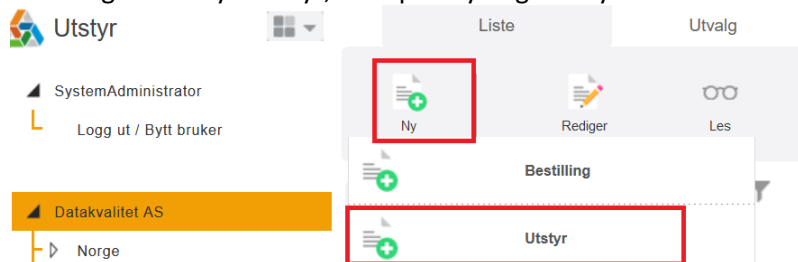 Utstyr
Liste
Utvalg
SystemAdministrator
Logg ut / Bytt bruker
Ny
Rediger
Les
Bestilling
Datakvalitet AS
Utstyr
Norge